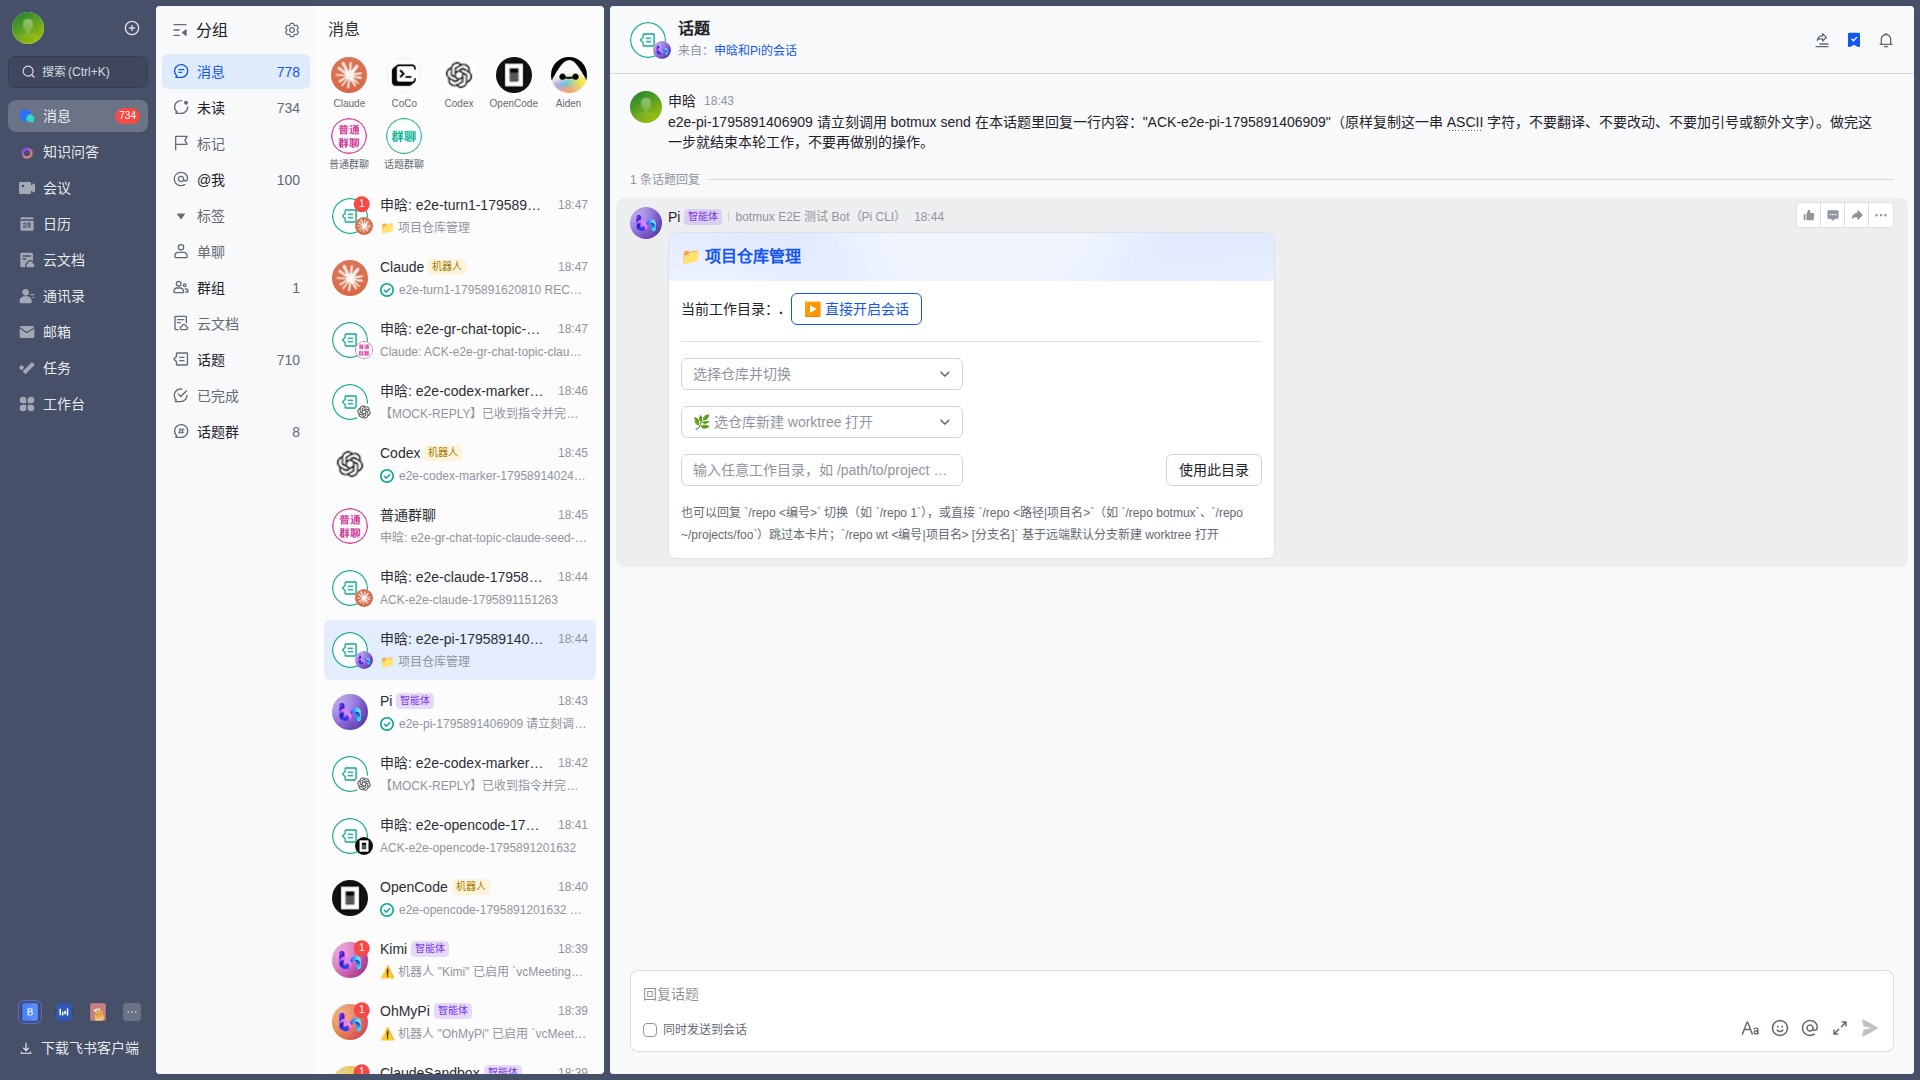 搜索 (Ctrl+K)
消息 734
知识问答
会议
日历
云文档
通讯录
邮箱
任务
工作台
下载飞书客户端
分组
消息 778
未读 734
标记
@我 100
标签
单聊
群组 1
云文档
话题 710
已完成
话题群 8
消息
Claude CoCo Codex OpenCode Aiden
普通群聊 群聊
普通群聊 话题群聊
1 申晗: e2e-turn1-179589... 18:47
📁 项目仓库管理
Claude 机器人 18:47
e2e-turn1-1795891620810 REC...
申晗: e2e-gr-chat-topic-... 18:47
Claude: ACK-e2e-gr-chat-topic-clau...
申晗: e2e-codex-marker... 18:46
【MOCK-REPLY】已收到指令并完...
Codex 机器人 18:45
e2e-codex-marker-17958914024...
普通群聊 普通群聊 18:45
申晗: e2e-gr-chat-topic-claude-seed-...
申晗: e2e-claude-17958... 18:44
ACK-e2e-claude-1795891151263
申晗: e2e-pi-179589140... 18:44
📁 项目仓库管理
Pi 智能体 18:43
e2e-pi-1795891406909 请立刻调...
申晗: e2e-codex-marker... 18:42
【MOCK-REPLY】已收到指令并完...
申晗: e2e-opencode-17... 18:41
ACK-e2e-opencode-1795891201632
OpenCode 机器人 18:40
e2e-opencode-1795891201632 ...
1 Kimi 智能体 18:39
⚠️ 机器人 "Kimi" 已启用 `vcMeeting...
1 OhMyPi 智能体 18:39
⚠️ 机器人 "OhMyPi" 已启用 `vcMeet...
1 ClaudeSandbox 智能体 18:39
话题
来自：申晗和Pi的会话
申晗 18:43
e2e-pi-1795891406909 请立刻调用 botmux send 在本话题里回复一行内容："ACK-e2e-pi-1795891406909"（原样复制这一串 ASCII 字符，不要翻译、不要改动、不要加引号或额外文字）。做完这
一步就结束本轮工作，不要再做别的操作。
1 条话题回复
Pi 智能体 | botmux E2E 测试 Bot（Pi CLI） 18:44
📁 项目仓库管理
当前工作目录：. ▶️ 直接开启会话
选择仓库并切换
🌿 选仓库新建 worktree 打开
输入任意工作目录，如 /path/to/project ... 使用此目录
也可以回复 `/repo <编号>` 切换（如 `/repo 1`），或直接 `/repo <路径|项目名>`（如 `/repo botmux`、`/repo
~/projects/foo`）跳过本卡片；`/repo wt <编号|项目名> [分支名]` 基于远端默认分支新建 worktree 打开
回复话题
同时发送到会话
Aa